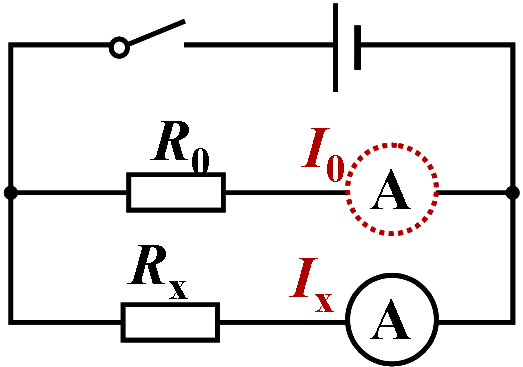 R₀ I₀ A
Rₓ Iₓ A